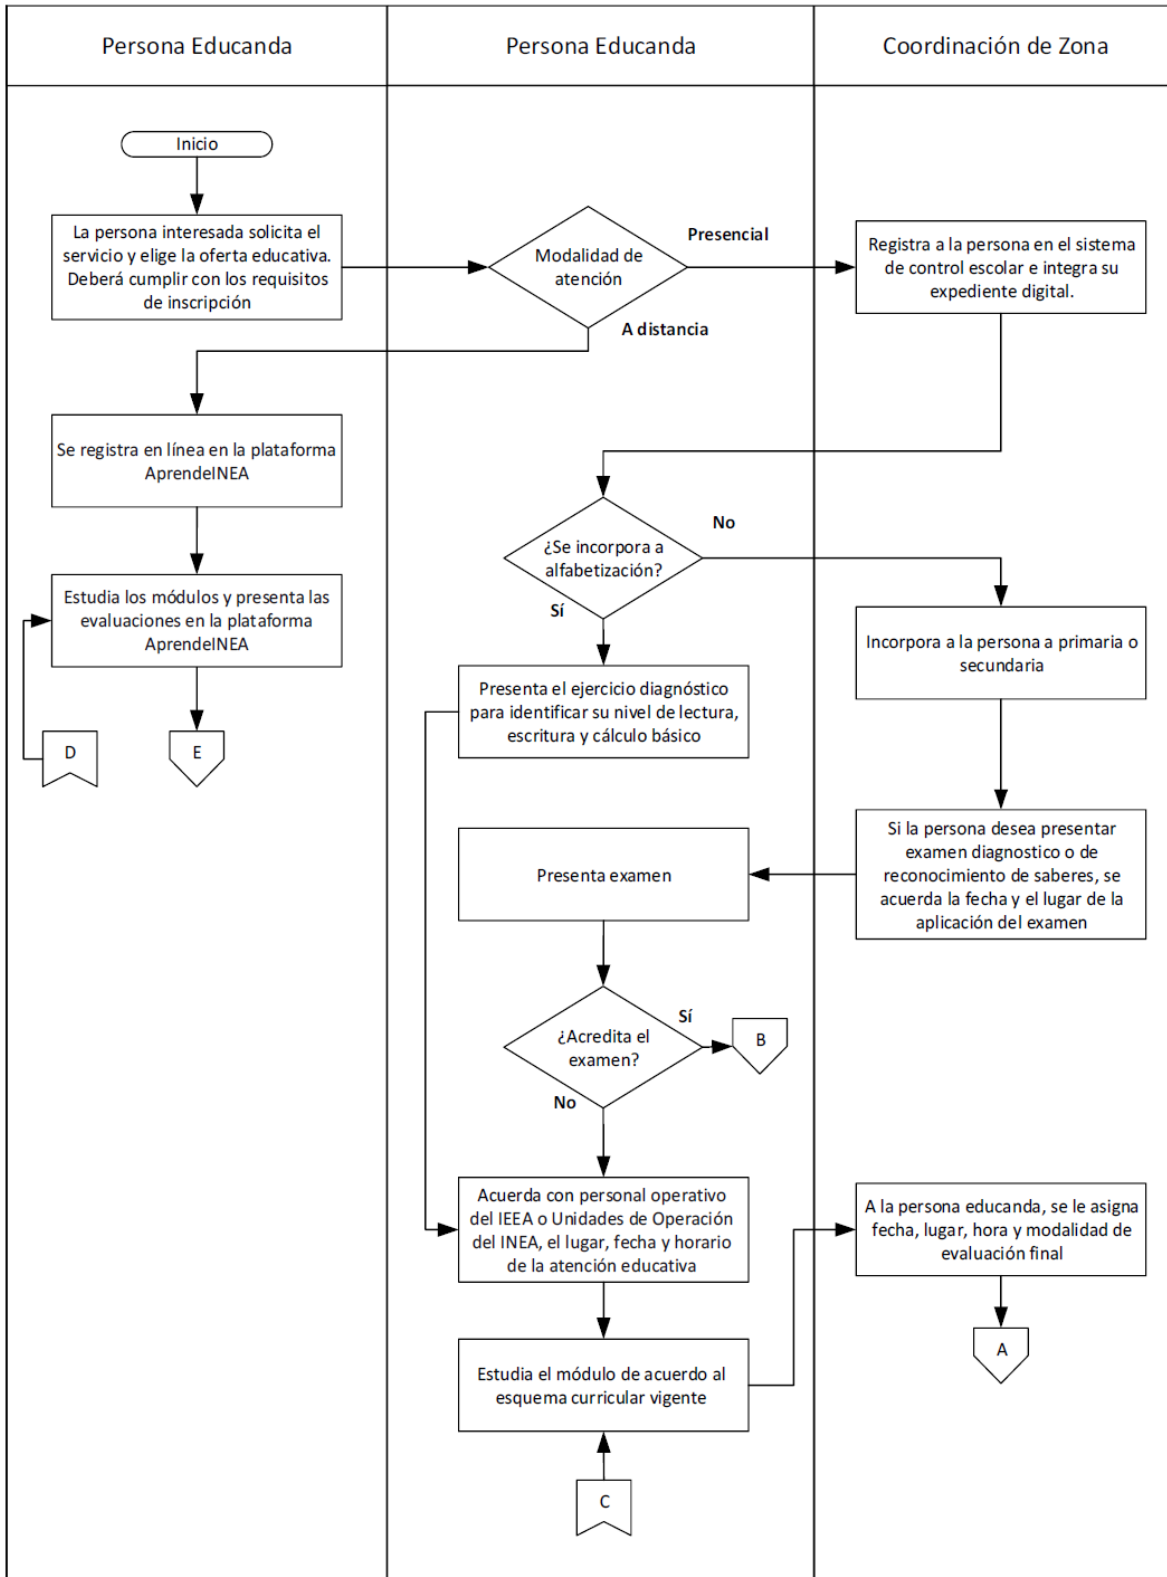 Persona Educanda
Persona Educanda
Coordinación de Zona
Inicio
La persona interesada solicita el
servicio y elige la oferta educativa.
Deberá cumplir con los requisitos
de inscripción
Modalidad de
atención
Presencial
A distancia
Registra a la persona en el sistema
de control escolar e integra su
expediente digital.
Se registra en línea en la plataforma
AprendeINEA
¿Se incorpora a
alfabetización?
No
Sí
Estudia los módulos y presenta las
evaluaciones en la plataforma
AprendeINEA
Incorpora a la persona a primaria o
secundaria
Presenta el ejercicio diagnóstico
para identificar su nivel de lectura,
escritura y cálculo básico
D
E
Si la persona desea presentar
examen diagnostico o de
reconocimiento de saberes, se
acuerda la fecha y el lugar de la
aplicación del examen
Presenta examen
¿Acredita el
examen?
Sí
B
No
Acuerda con personal operativo
del IEEA o Unidades de Operación
del INEA, el lugar, fecha y horario
de la atención educativa
A la persona educanda, se le asigna
fecha, lugar, hora y modalidad de
evaluación final
A
Estudia el módulo de acuerdo al
esquema curricular vigente
C